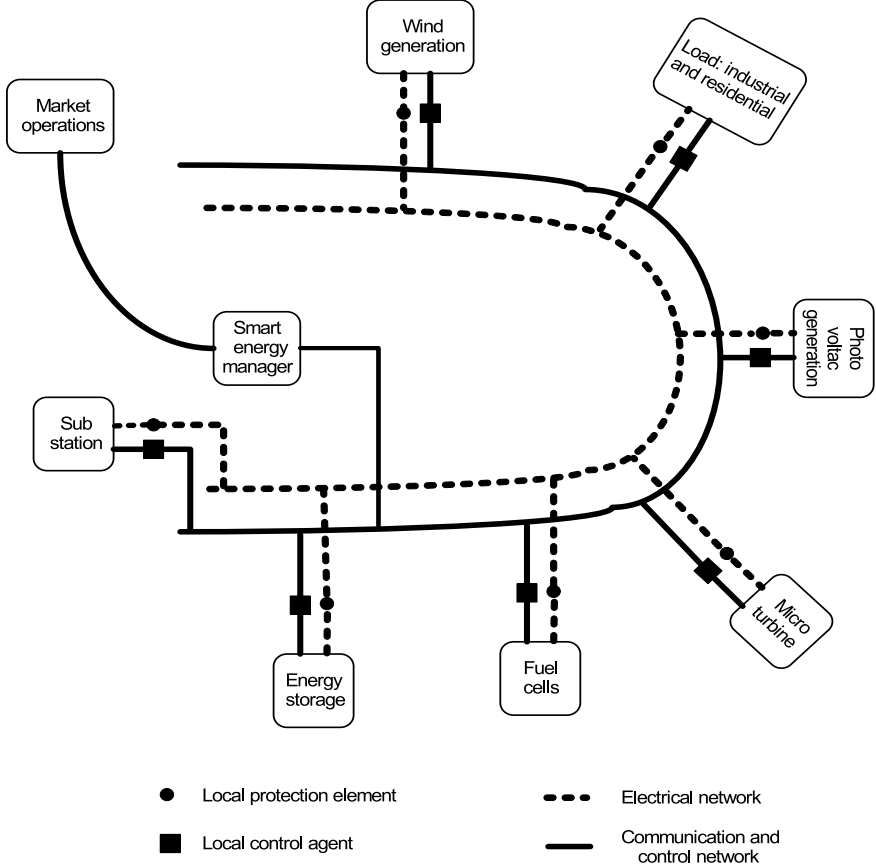 Wind
generation
Load: industrial
and residential
Market
operations
Smart
energy
manager
Photo
voltac
generation
Sub
station
Micro
turbine
Energy
storage
Fuel
cells
Local protection element
Electrical network
Local control agent
Communication and
control network